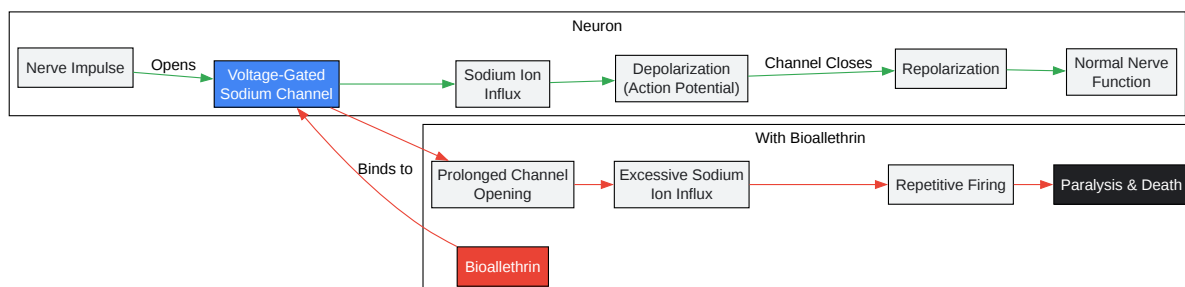 Neuron
Nerve Impulse
Opens
Voltage-Gated
Sodium Channel
Sodium Ion
Influx
Depolarization
(Action Potential)
Channel Closes
Repolarization
Normal Nerve
Function
With Bioallethrin
Binds to
Prolonged Channel
Opening
Excessive Sodium
Ion Influx
Repetitive Firing
Paralysis & Death
Bioallethrin